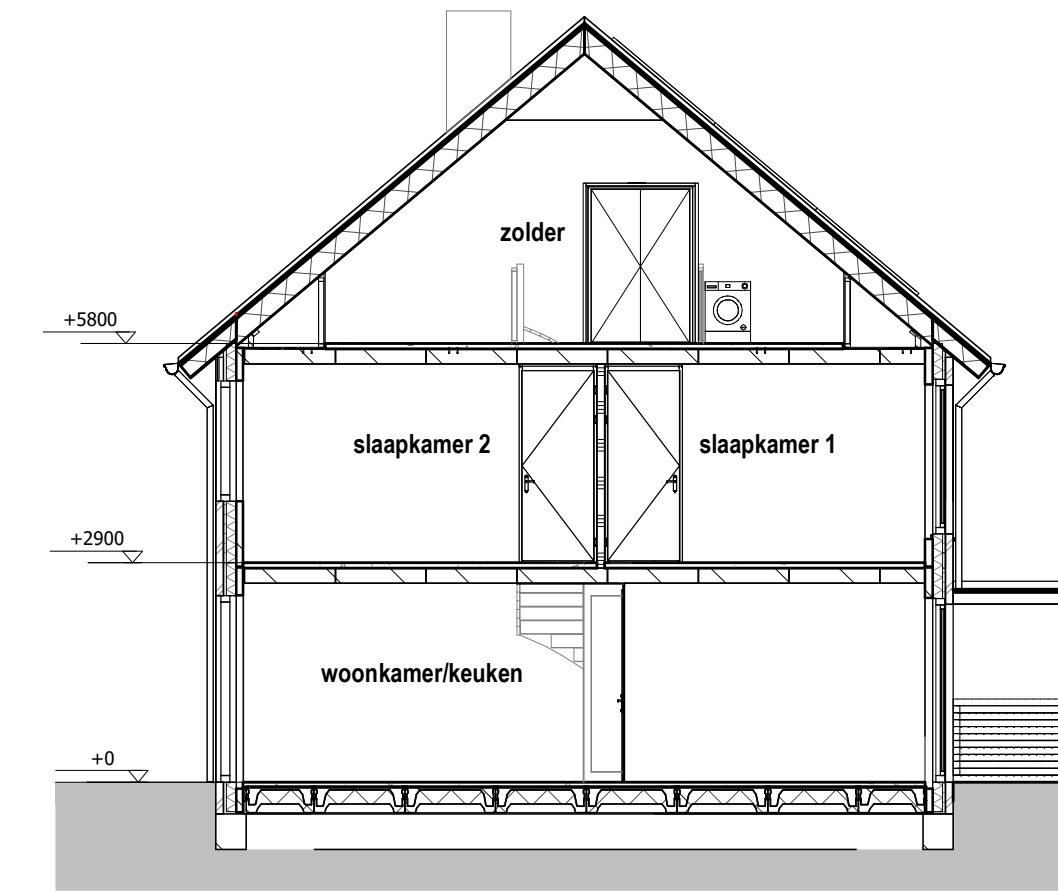 zolder
+5800
slaapkamer 2
slaapkamer 1
+2900
woonkamer/keuken
+0